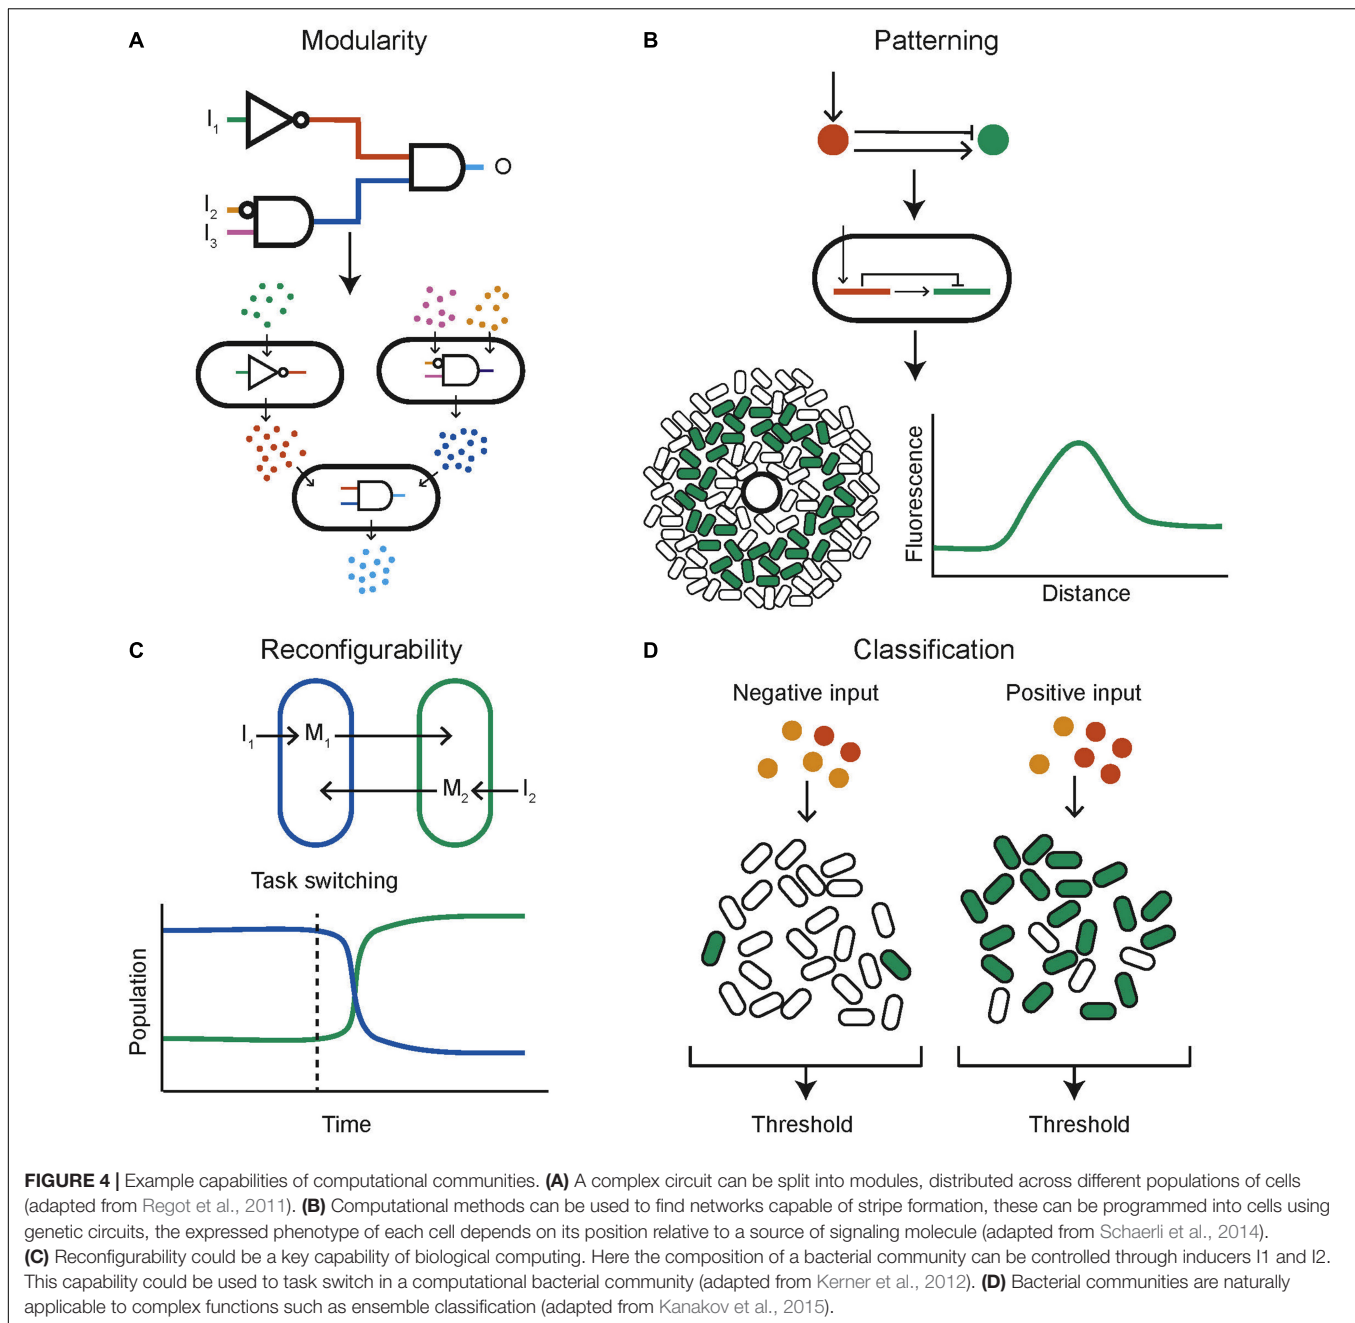 A Modularity
I1
I2
I3
O
B Patterning
Fluorescence
Distance
C Reconfigurability
I1 M1
M2 I2
Task switching
Population
Time
D Classification
Negative input Positive input
Threshold Threshold
FIGURE 4 | Example capabilities of computational communities. (A) A complex circuit can be split into modules, distributed across different populations of cells
(adapted from Regot et al., 2011). (B) Computational methods can be used to find networks capable of stripe formation, these can be programmed into cells using
genetic circuits, the expressed phenotype of each cell depends on its position relative to a source of signaling molecule (adapted from Schaerli et al., 2014).
(C) Reconfigurability could be a key capability of biological computing. Here the composition of a bacterial community can be controlled through inducers I1 and I2.
This capability could be used to task switch in a computational bacterial community (adapted from Kerner et al., 2012). (D) Bacterial communities are naturally
applicable to complex functions such as ensemble classification (adapted from Kanakov et al., 2015).